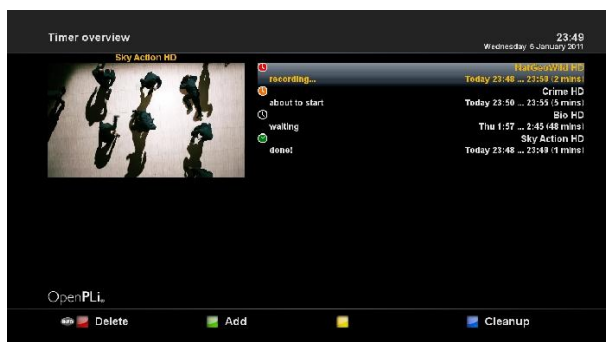 Timer overview
23:49
Wednesday 5 January 2011
Sky Action HD
NatGeoWild HD
recording... Today 23:48 ... 23:50 (2 mins)
Crime HD
about to start Today 23:50 ... 23:55 (5 mins)
Bio HD
waiting Thu 1:57 ... 2:45 (48 mins)
Sky Action HD
done! Today 23:48 ... 23:49 (1 mins)
OpenPLi
Delete Add Cleanup